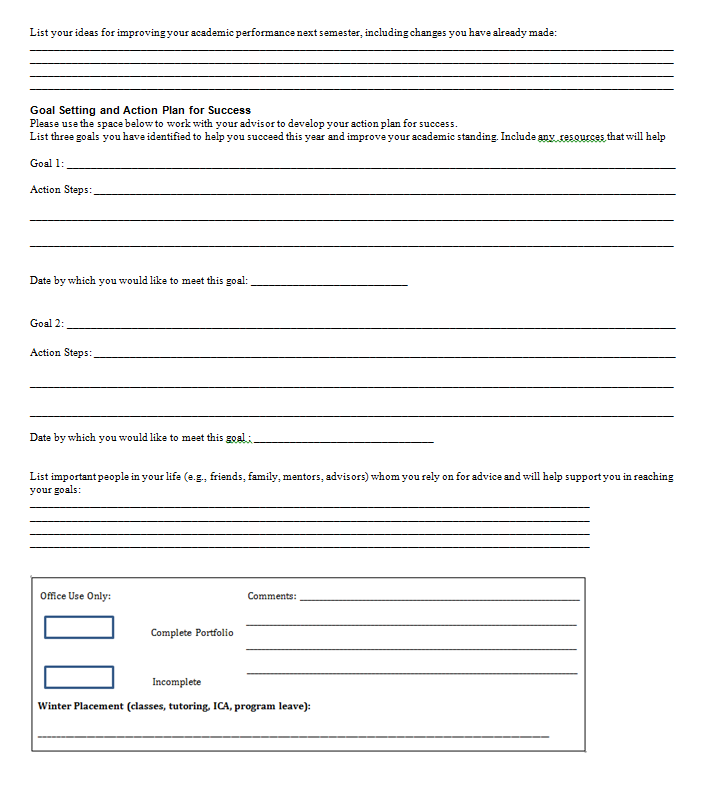 List your ideas for improving your academic performance next semester, including changes you have already made:
Goal Setting and Action Plan for Success
Please use the space below to work with your advisor to develop your action plan for success.
List three goals you have identified to help you succeed this year and improve your academic standing. Include any resources that will help
Goal 1:
Action Steps:
Date by which you would like to meet this goal:
Goal 2:
Action Steps:
Date by which you would like to meet this goal :
List important people in your life (e.g., friends, family, mentors, advisors) whom you rely on for advice and will help support you in reaching
your goals:
Office Use Only:
Comments:
Complete Portfolio
Incomplete
Winter Placement (classes, tutoring, ICA, program leave):